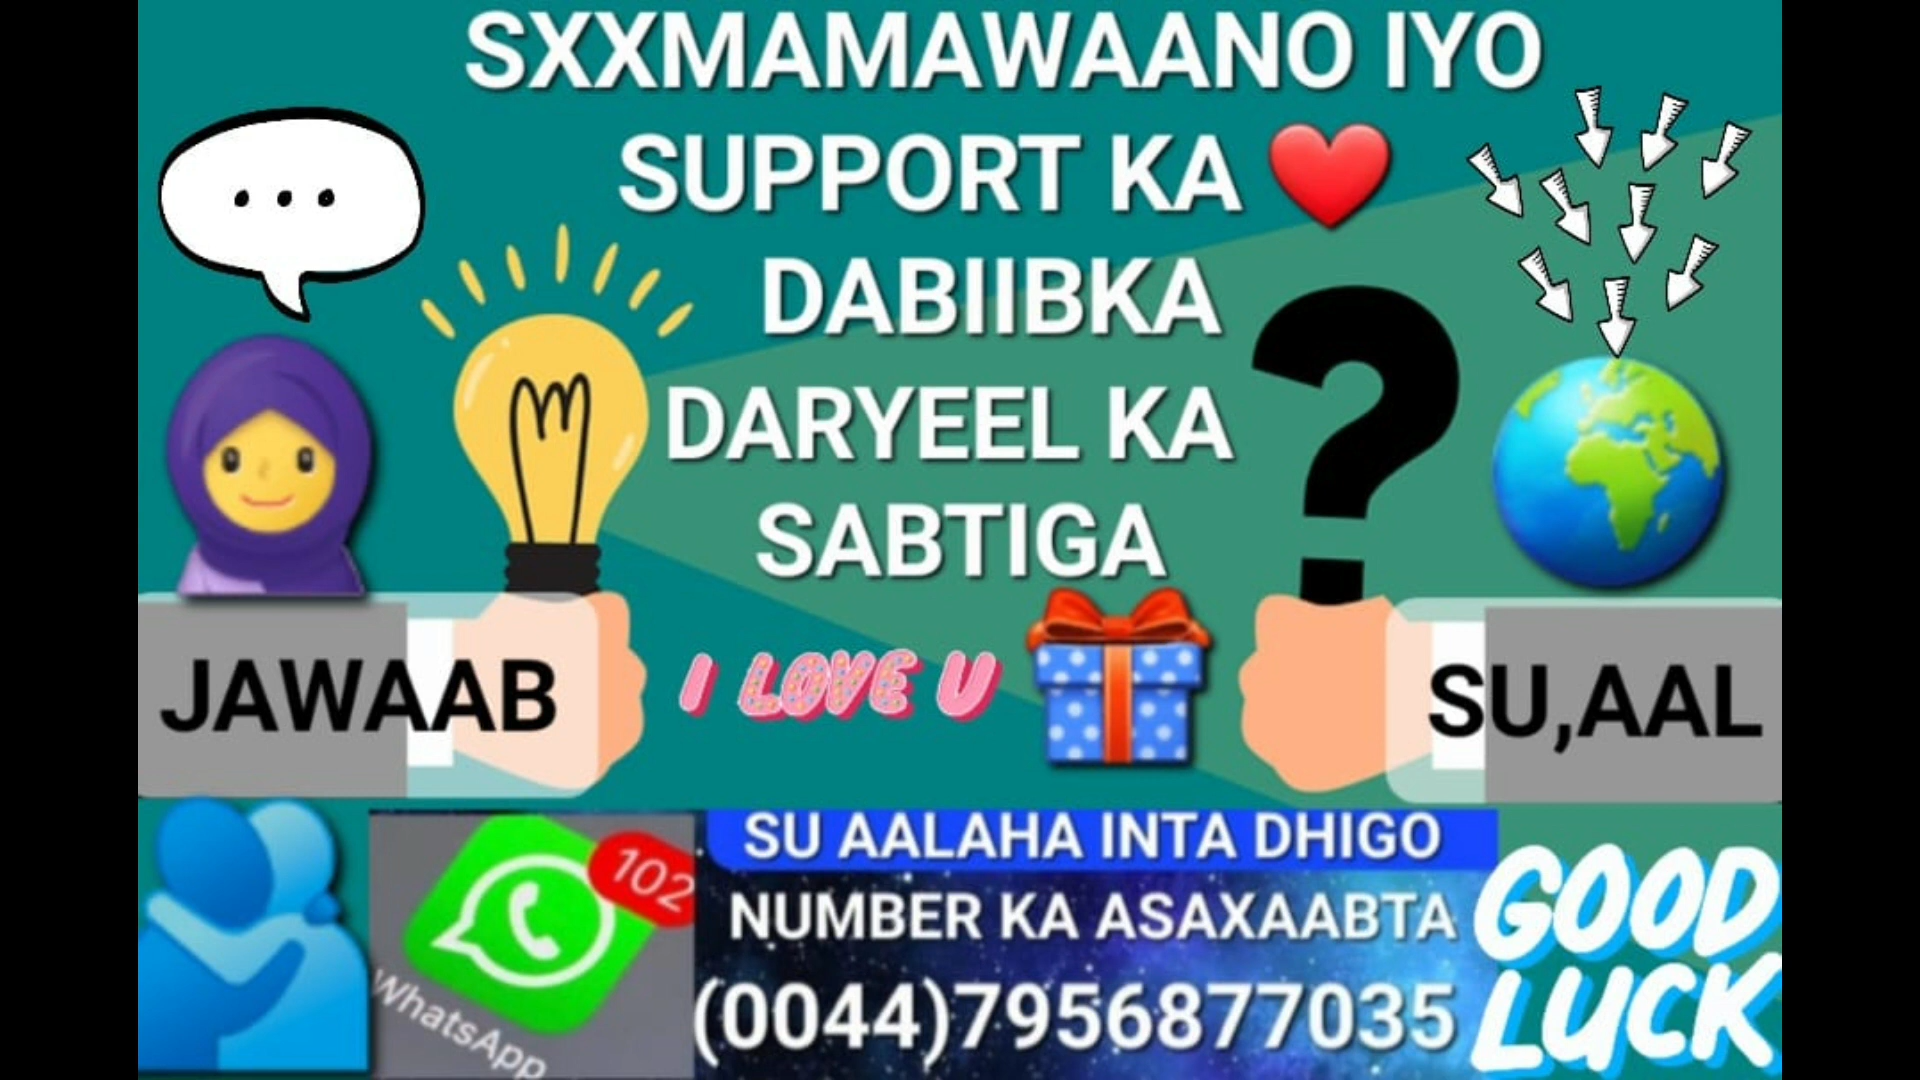 SXXMAMAWAANO IYO
SUPPORT KA
DABIIBKA
DARYEEL KA
SABTIGA
JAWAAB
I LOVE U
SU,AAL
102
WhatsApp
SU AALAHA INTA DHIGO
NUMBER KA ASAXAABTA
(0044)7956877035
GOOD
LUCK